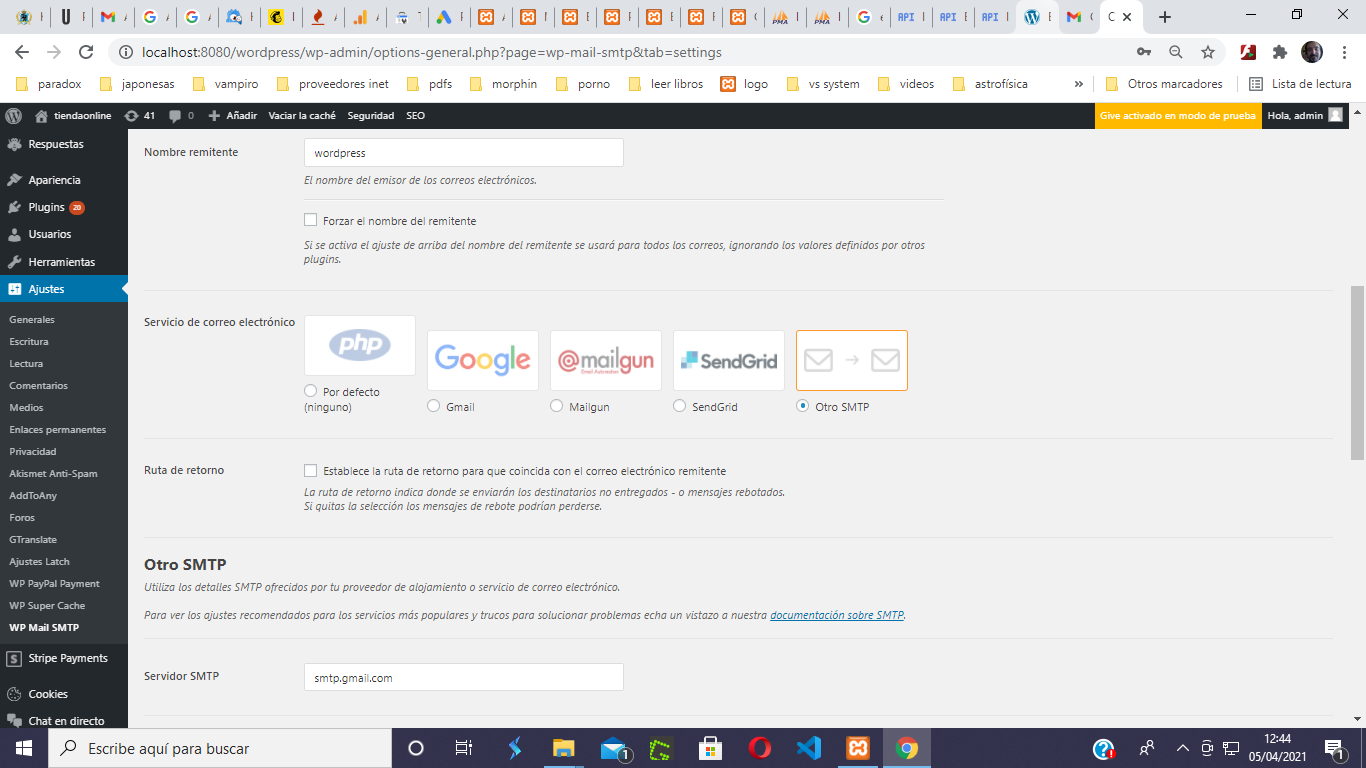 localhost:8080/wordpress/wp-admin/options-general.php?page=wp-mail-smtp&tab=settings
paradox japonesas vampiro proveedores inet pdfs morphin porno leer libros logo vs system videos astrofísica » Otros marcadores Lista de lectura
tiendaonline 41 0 Añadir Vaciar la caché Seguridad SEO Give activado en modo de prueba Hola, admin
Respuestas
Apariencia
Plugins 20
Usuarios
Herramientas
Ajustes
Generales
Escritura
Lectura
Comentarios
Medios
Enlaces permanentes
Privacidad
Akismet Anti-Spam
AddToAny
Foros
GTranslate
Ajustes Latch
WP PayPal Payment
WP Super Cache
WP Mail SMTP
Stripe Payments
Cookies
Chat en directo
Nombre remitente
wordpress
El nombre del emisor de los correos electrónicos.
Forzar el nombre del remitente
Si se activa el ajuste de arriba del nombre del remitente se usará para todos los correos, ignorando los valores definidos por otros
plugins.
Servicio de correo electrónico
php
Google
@mailgun
Email Automation
SendGrid
Por defecto
(ninguno)
Gmail
Mailgun
SendGrid
Otro SMTP
Ruta de retorno
Establece la ruta de retorno para que coincida con el correo electrónico remitente
La ruta de retorno indica donde se enviarán los destinatarios no entregados - o mensajes rebotados.
Si quitas la selección los mensajes de rebote podrían perderse.
Otro SMTP
Utiliza los detalles SMTP ofrecidos por tu proveedor de alojamiento o servicio de correo electrónico.
Para ver los ajustes recomendados para los servicios más populares y trucos para solucionar problemas echa un vistazo a nuestra documentación sobre SMTP.
Servidor SMTP
smtp.gmail.com
Escribe aquí para buscar
1
12:44
05/04/2021
1